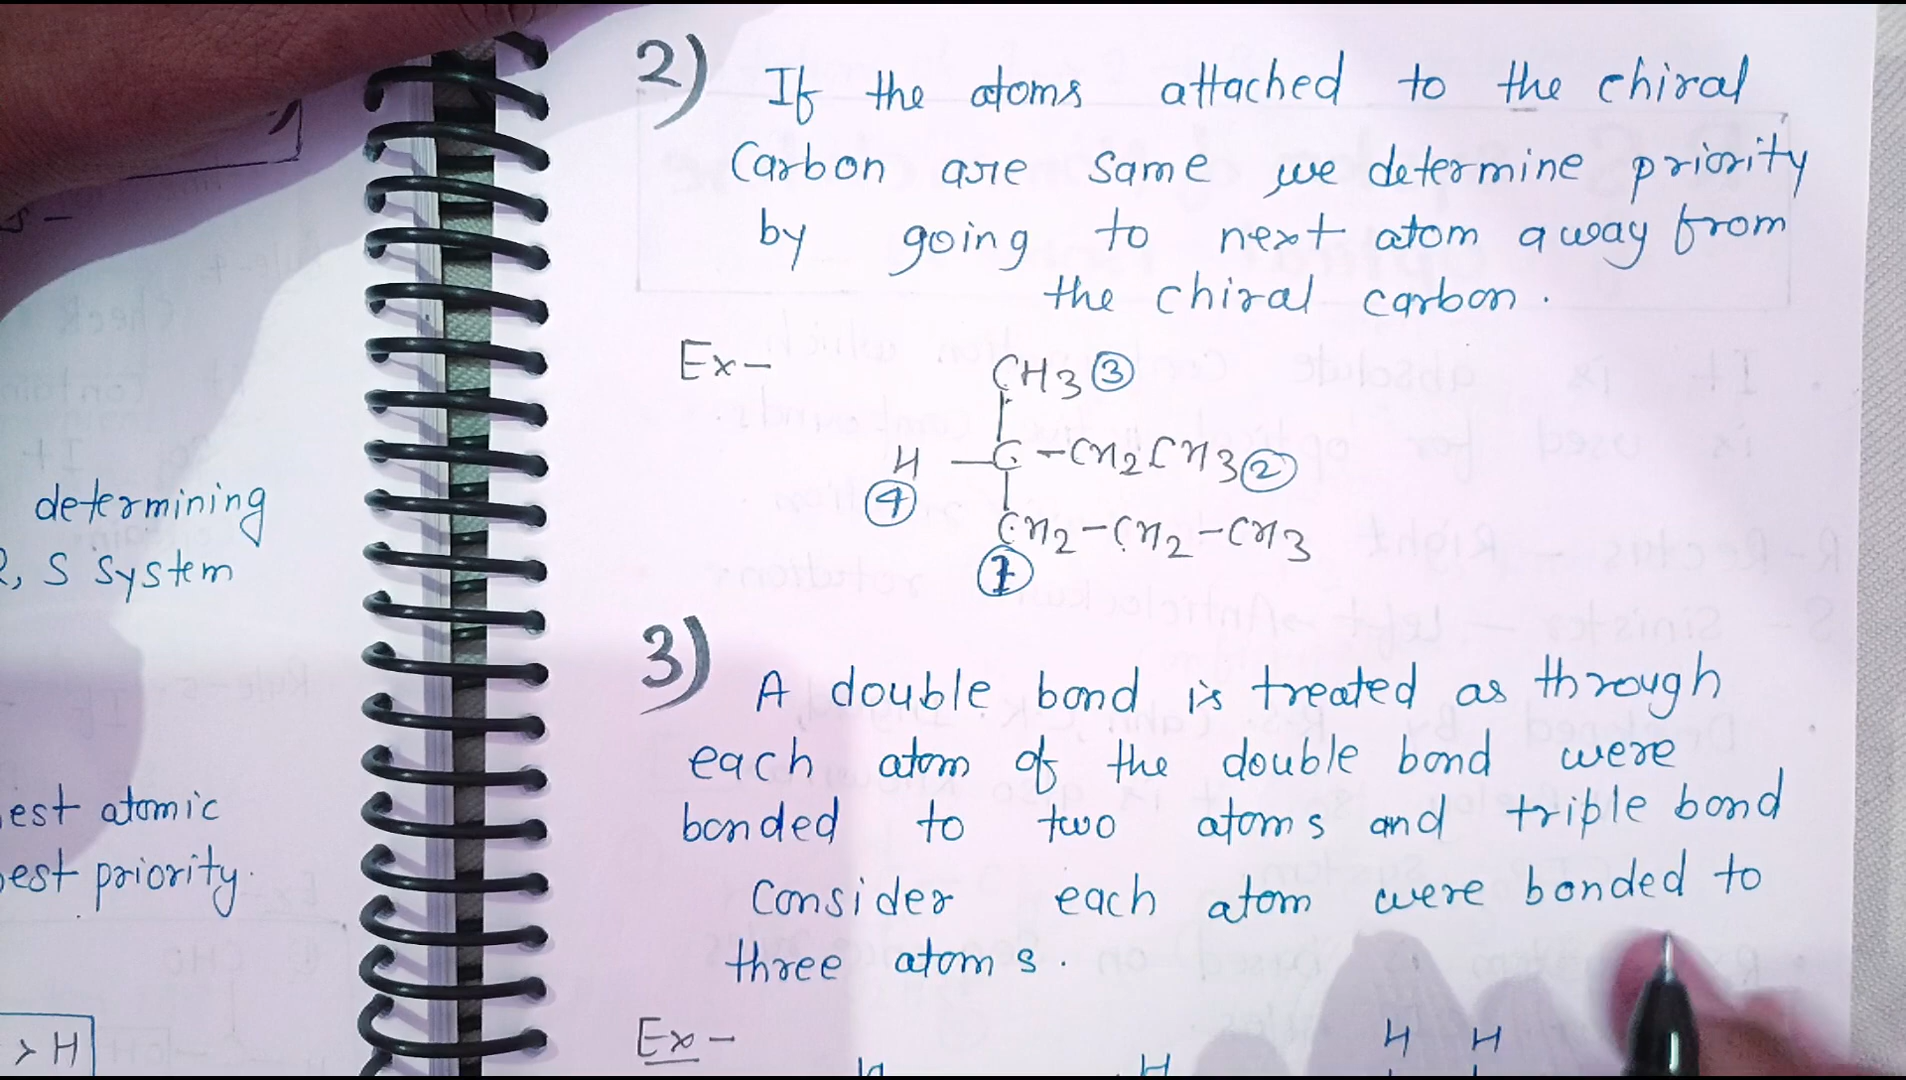 determining
R, S System
est atomic
est priority.
> H
2) If the atoms attached to the chiral
Carbon are same we determine priority
by going to next atom away from
the chiral carbon.
Ex-
CH3 ③
H -C-CH2CH3 ②
④
CH2-CH2-CH3
①
3) A double bond is treated as through
each atom of the double bond were
bonded to two atoms and triple bond
Consider each atom were bonded to
three atoms.
Ex-
H H
H